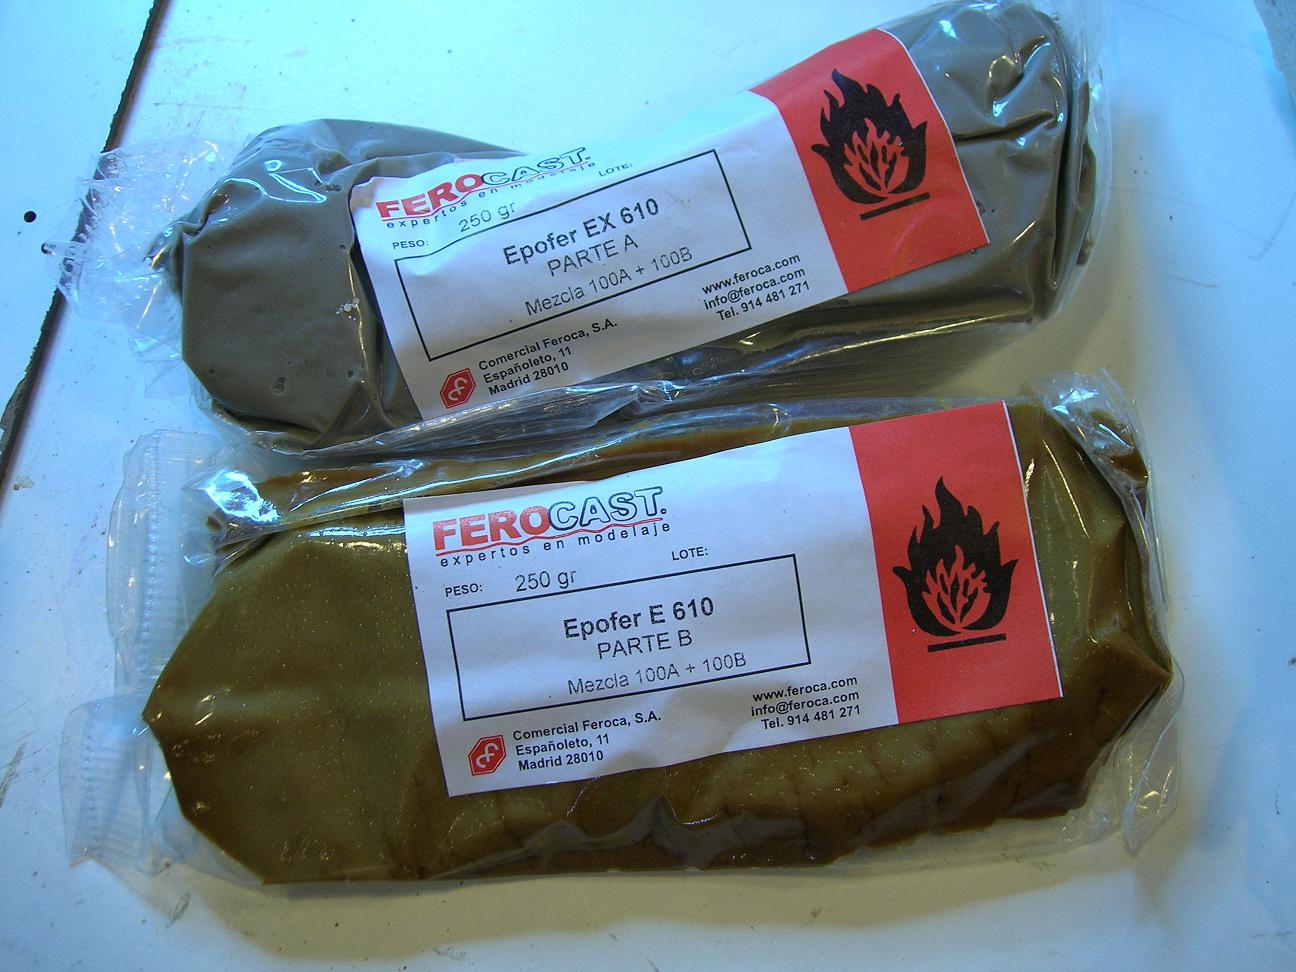 FEROCAST.
expertos en modelaje
LOTE:
PESO: 250 gr
Epofer EX 610
PARTE A
Mezcla 100A + 100B
Comercial Feroca, S.A.
Españoleto, 11
Madrid 28010
www.feroca.com
info@feroca.com
Tel. 914 481 271
FEROCAST.
expertos en modelaje
LOTE:
PESO: 250 gr
Epofer E 610
PARTE B
Mezcla 100A + 100B
Comercial Feroca, S.A.
Españoleto, 11
Madrid 28010
www.feroca.com
info@feroca.com
Tel. 914 481 271